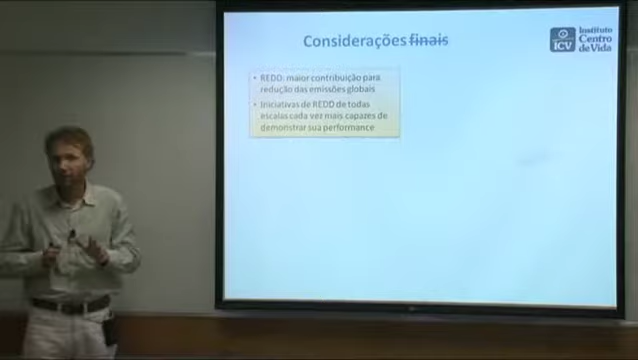 Considerações finais
ICV
Instituto
Centro
de Vida
• REDD: maior contribuição para
redução das emissões globais
• Iniciativas de REDD de todas
escalas cada vez mais capazes de
demonstrar sua performance